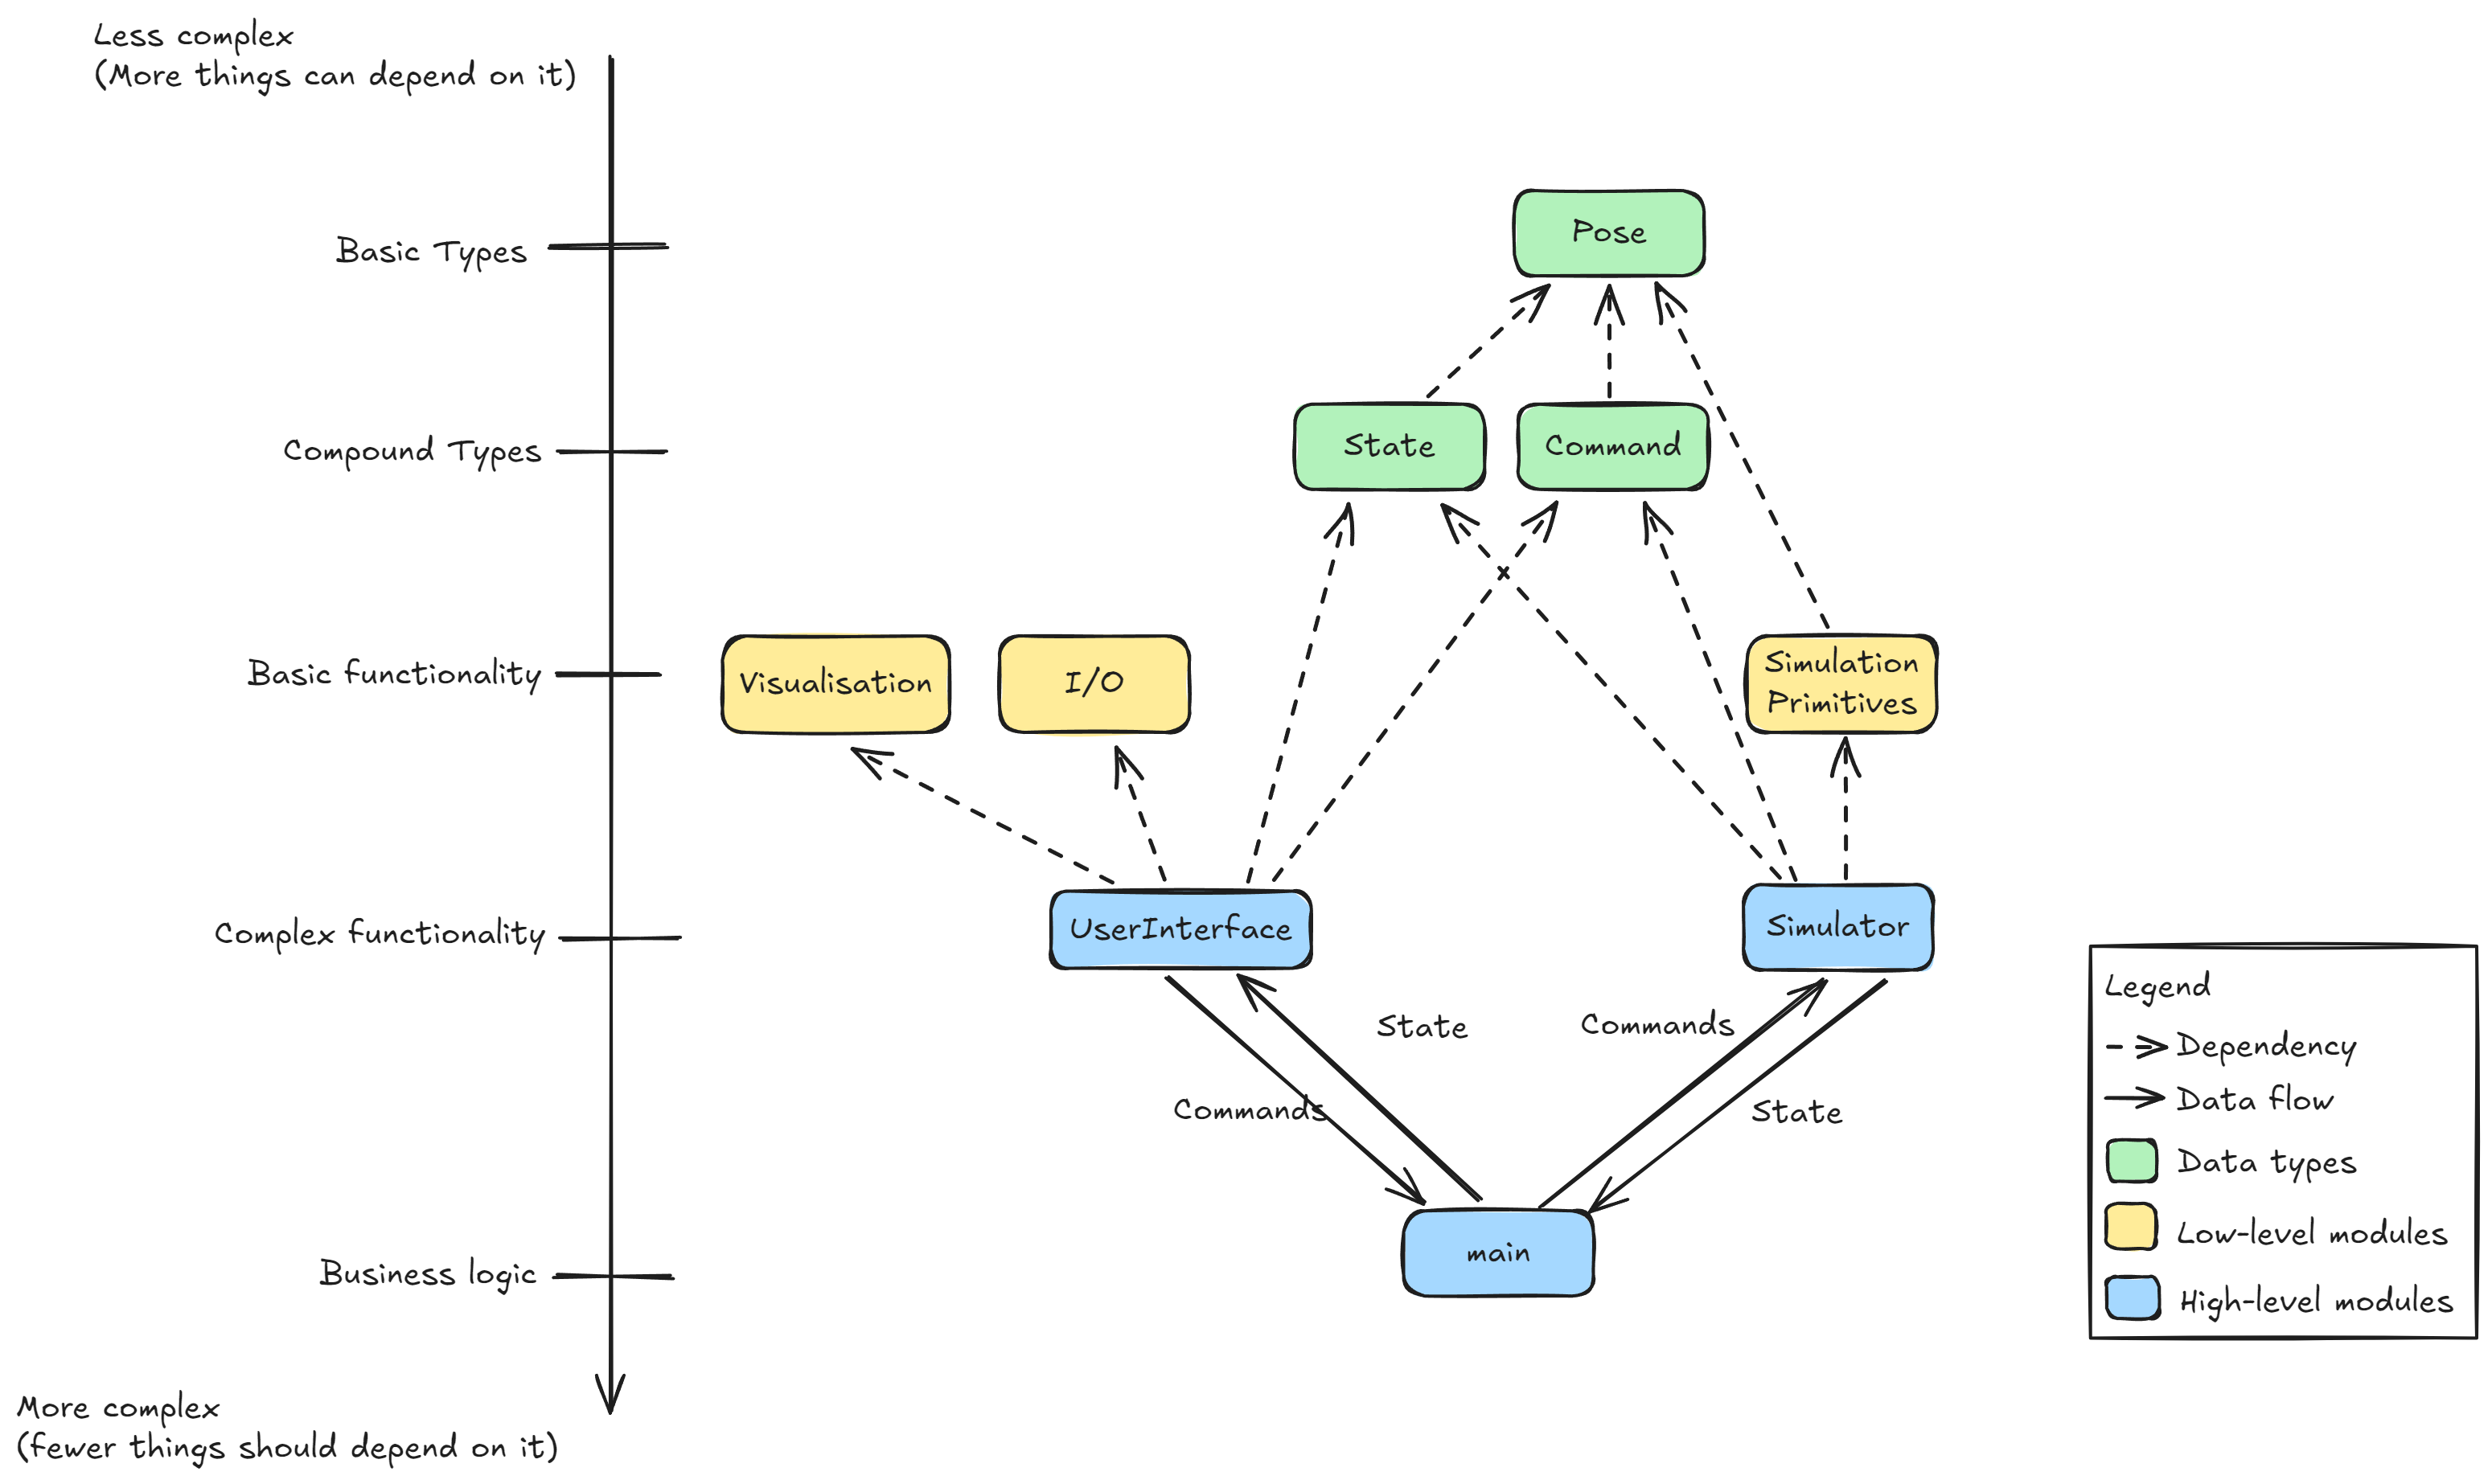 Less complex
(More things can depend on it)
Basic Types
Compound Types
Basic functionality
Complex functionality
Business logic
More complex
(fewer things should depend on it)
Pose
State
Command
Visualisation
I/O
Simulation
Primitives
UserInterface
Simulator
State
Commands
Commands
State
main
Legend
Dependency
Data flow
Data types
Low-level modules
High-level modules